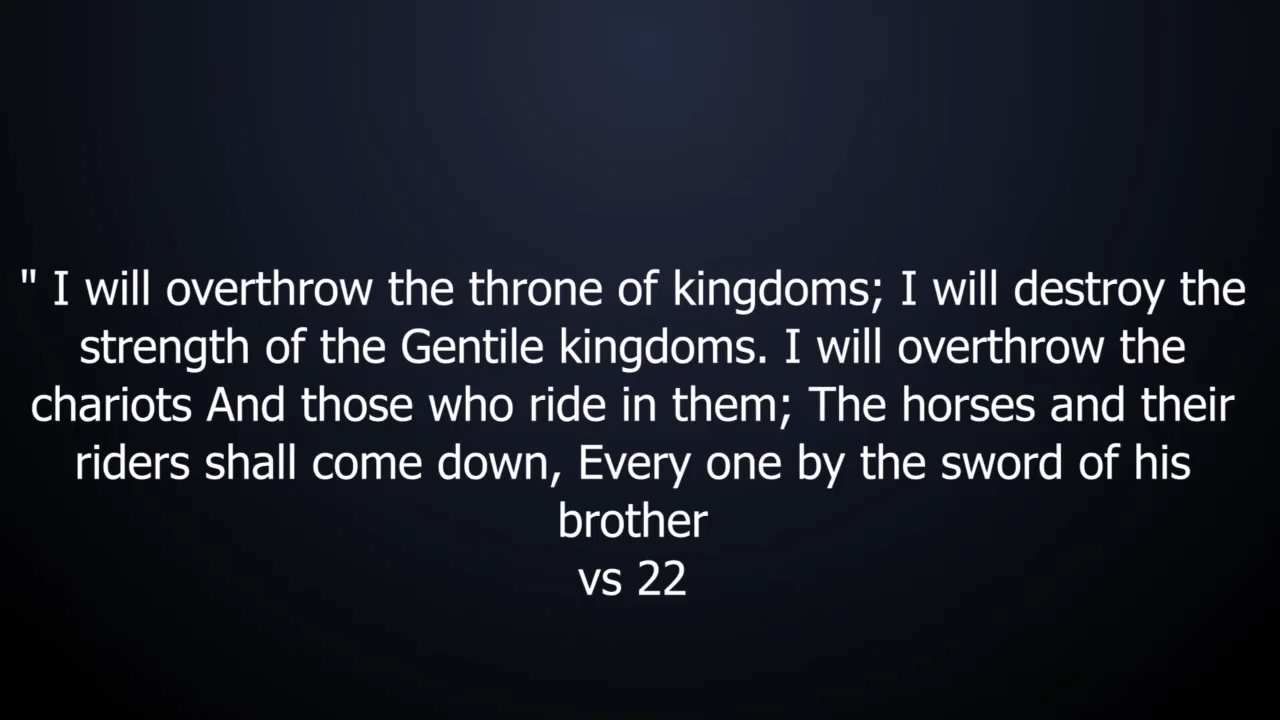 " I will overthrow the throne of kingdoms; I will destroy the
strength of the Gentile kingdoms. I will overthrow the
chariots And those who ride in them; The horses and their
riders shall come down, Every one by the sword of his
brother
vs 22